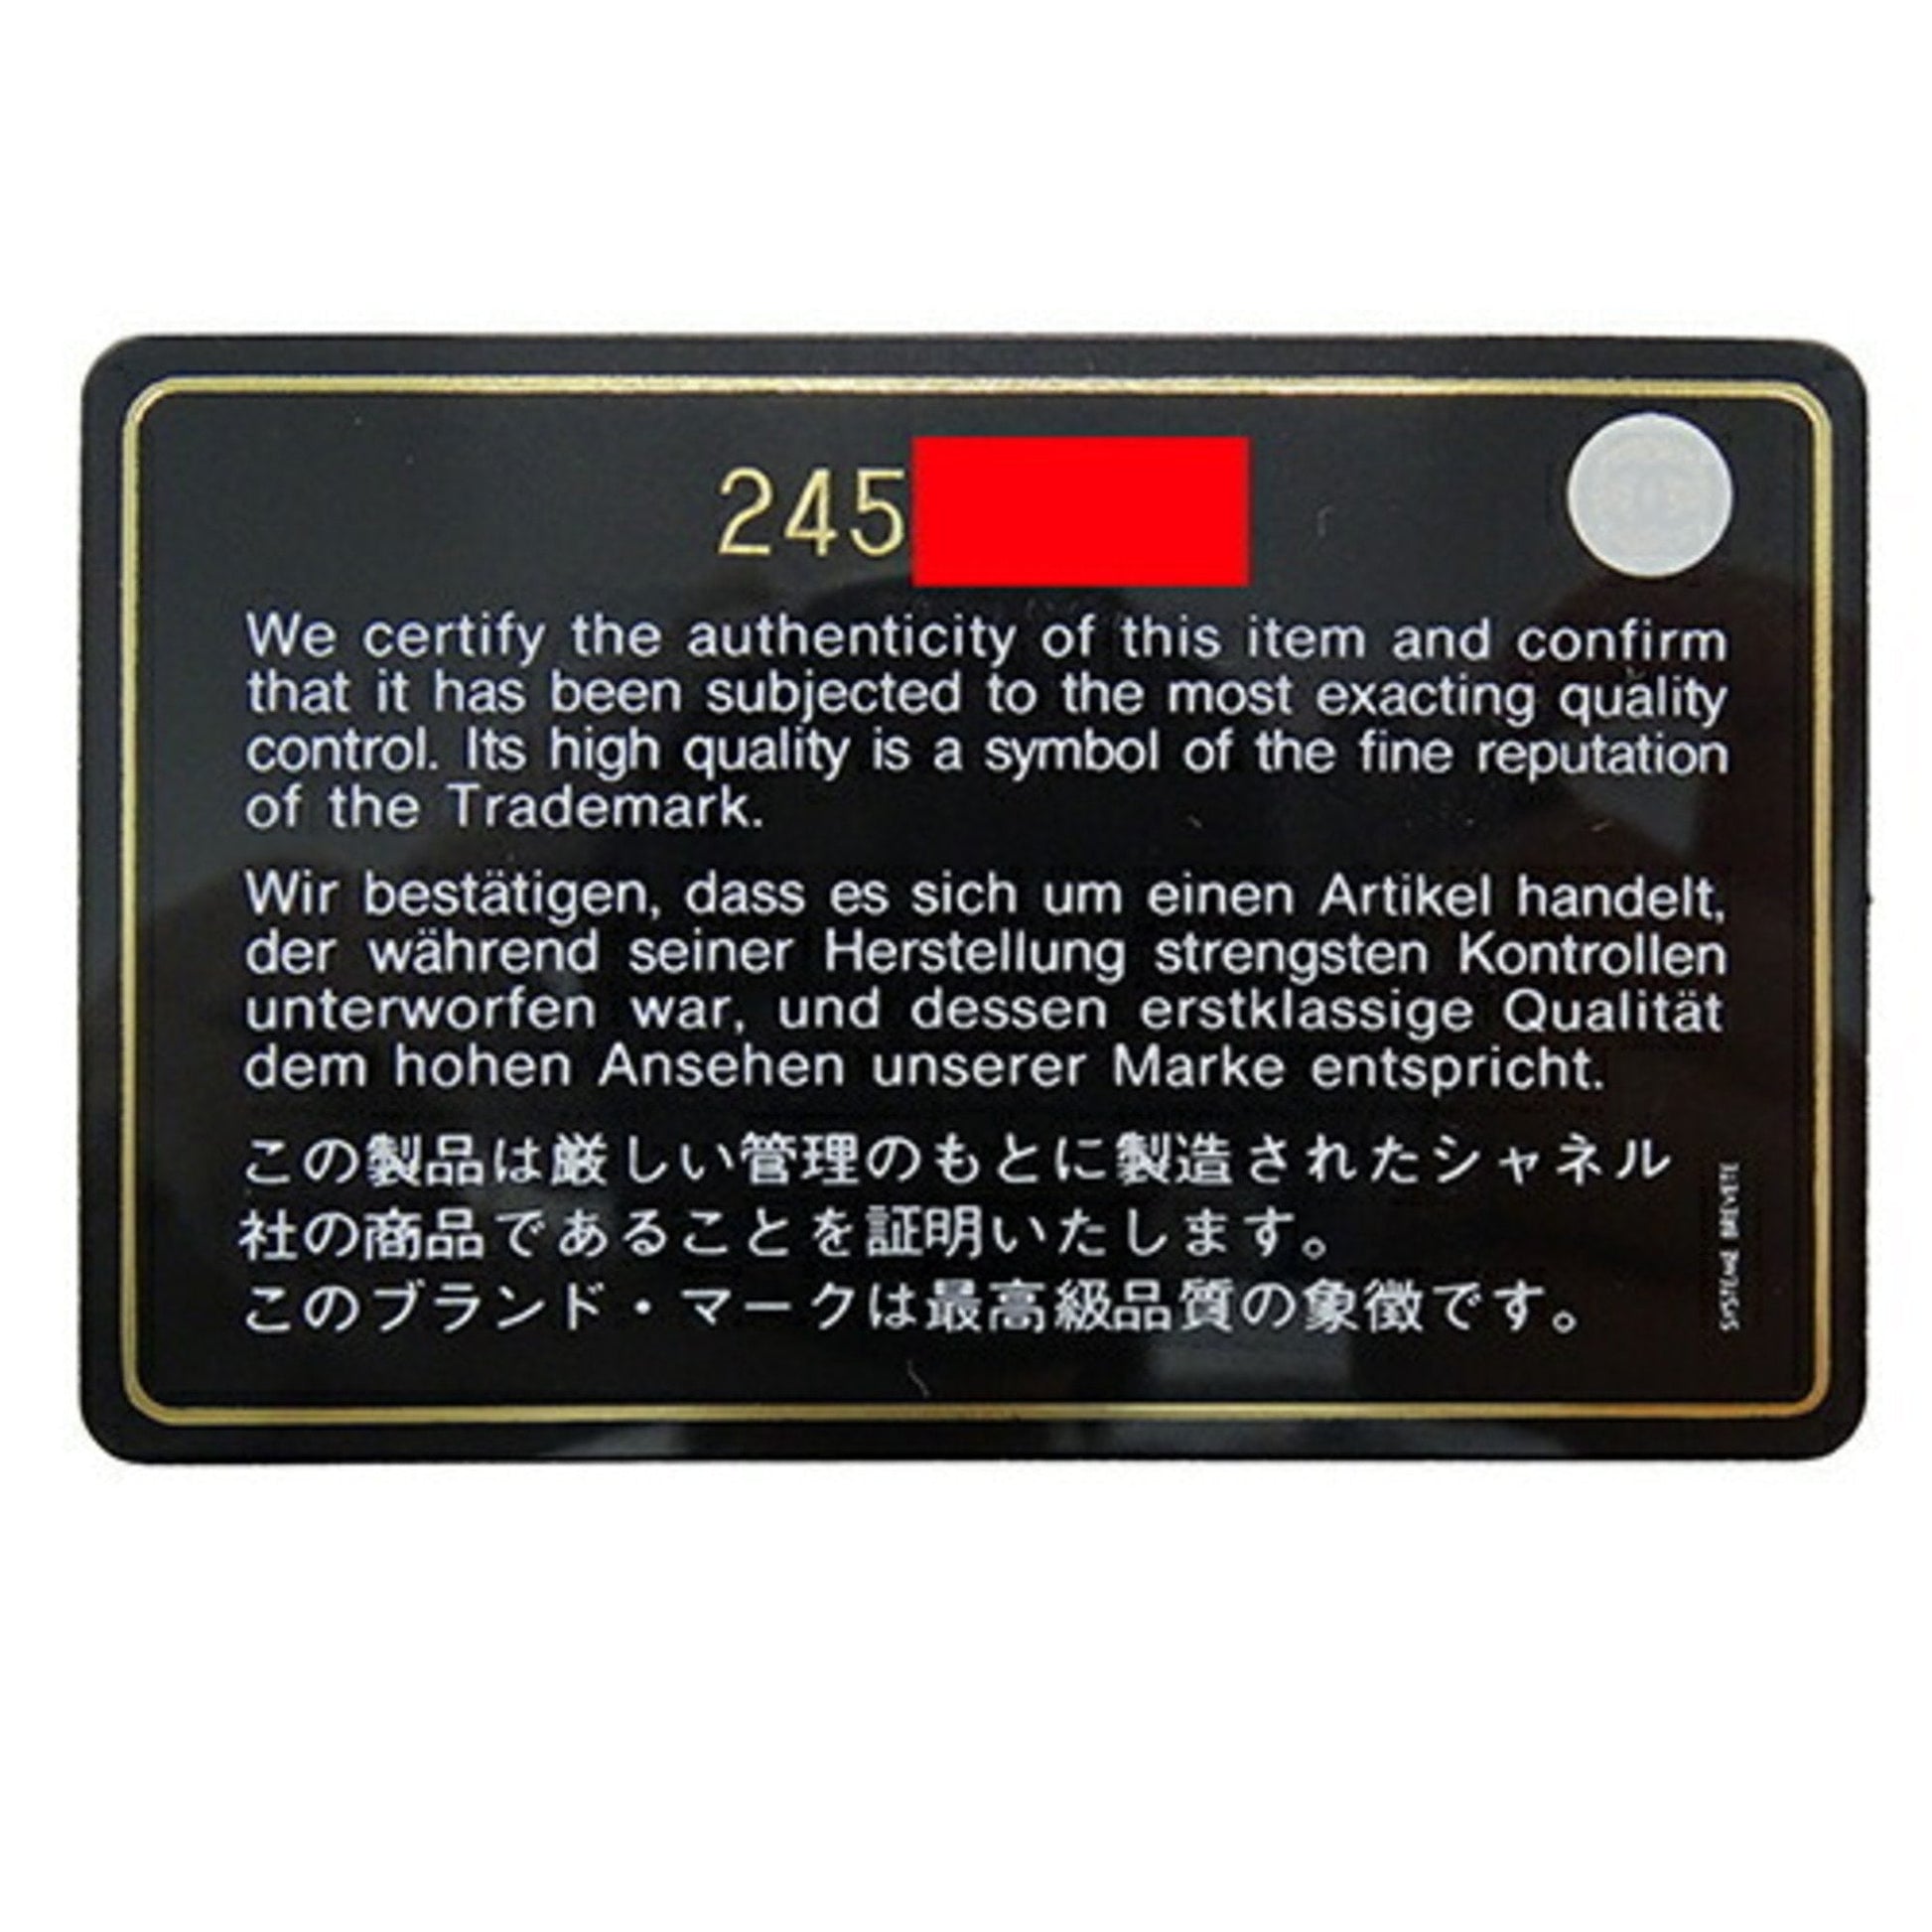 245
We certify the authenticity of this item and confirm
that it has been subjected to the most exacting quality
control. Its high quality is a symbol of the fine reputation
of the Trademark.
Wir bestätigen, dass es sich um einen Artikel handelt,
der während seiner Herstellung strengsten Kontrollen
unterworfen war, und dessen erstklassige Qualität
dem hohen Ansehen unserer Marke entspricht.
この製品は厳しい管理のもとに製造されたシャネル
社の商品であることを証明いたします。
このブランド・マークは最高級品質の象徴です。
SYSTEME BREVETE